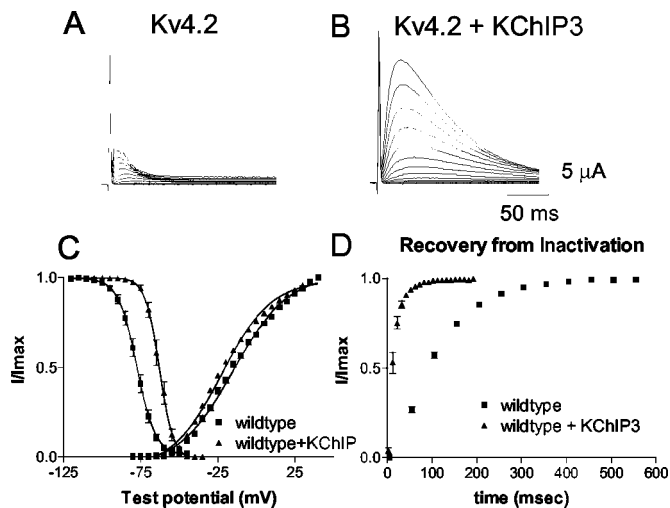 A
Kv4.2
B
Kv4.2 + KChIP3
5 μA
50 ms
C
I/Imax
1.0
0.5
0.0
-125
-75
-25
25
Test potential (mV)
wildtype
wildtype+KChIP
D
Recovery from Inactivation
I/Imax
1.0
0.5
0.0
0
100
200
300
400
500
600
time (msec)
wildtype
wildtype + KChIP3